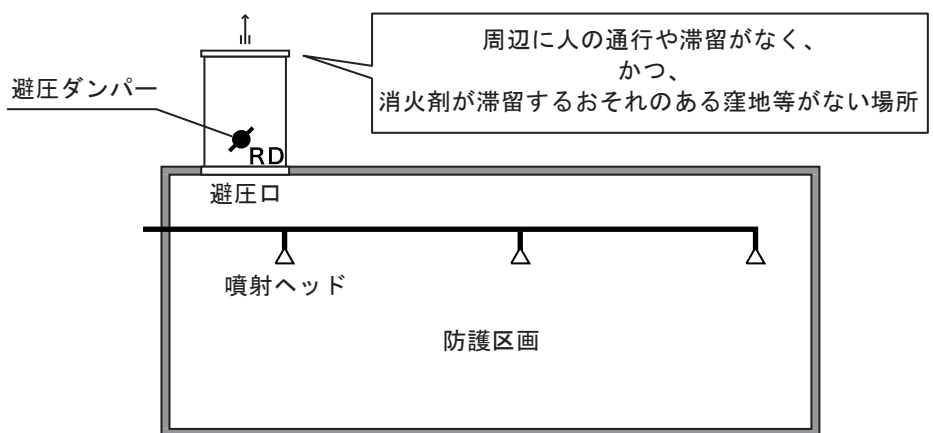 周辺に人の通行や滞留がなく、
かつ、
消火剤が滞留するおそれのある窪地等がない場所
避圧ダンパー
RD
避圧口
噴射ヘッド
防護区画